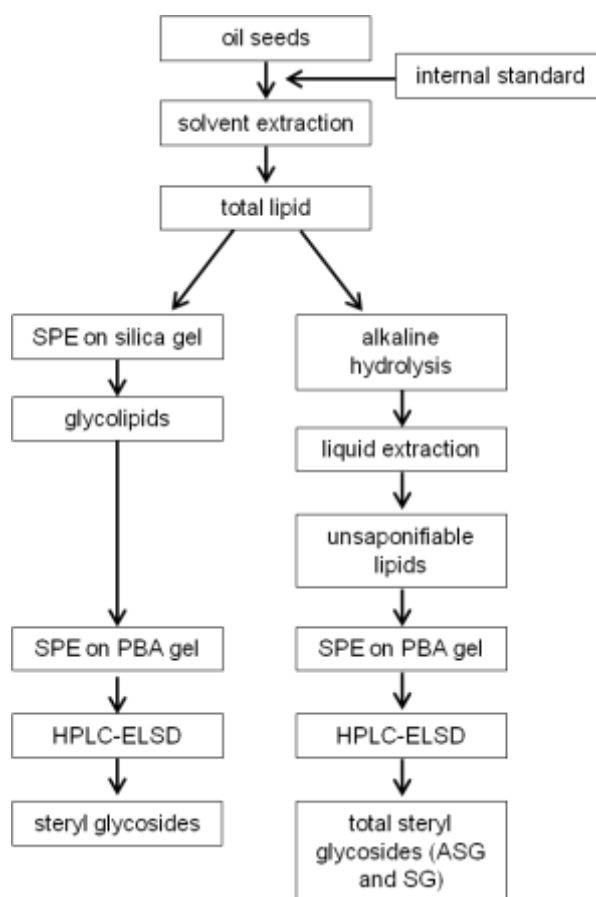 oil seeds
internal standard
solvent extraction
total lipid
SPE on silica gel
glycolipids
SPE on PBA gel
HPLC-ELSD
steryl glycosides
alkaline
hydrolysis
liquid extraction
unsaponifiable
lipids
SPE on PBA gel
HPLC-ELSD
total steryl
glycosides (ASG
and SG)